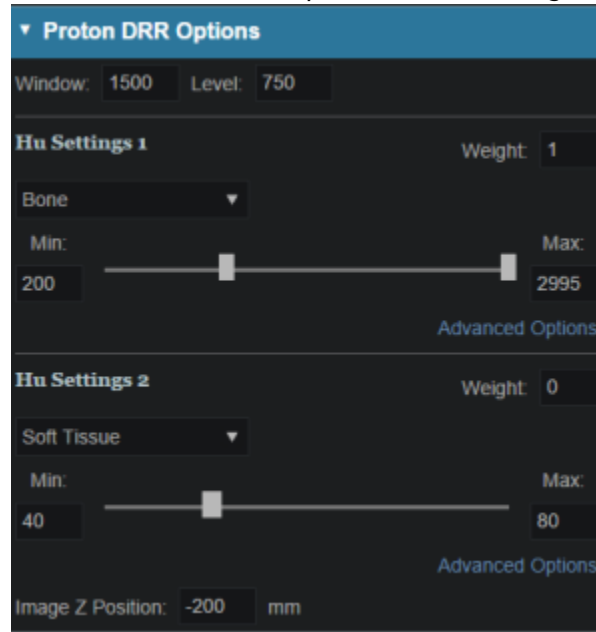 Proton DRR Options
Window: 1500 Level: 750
Hu Settings 1 Weight: 1
Bone
Min: Max:
200 2995
Advanced Options
Hu Settings 2 Weight: 0
Soft Tissue
Min: Max:
40 80
Advanced Options
Image Z Position: -200 mm